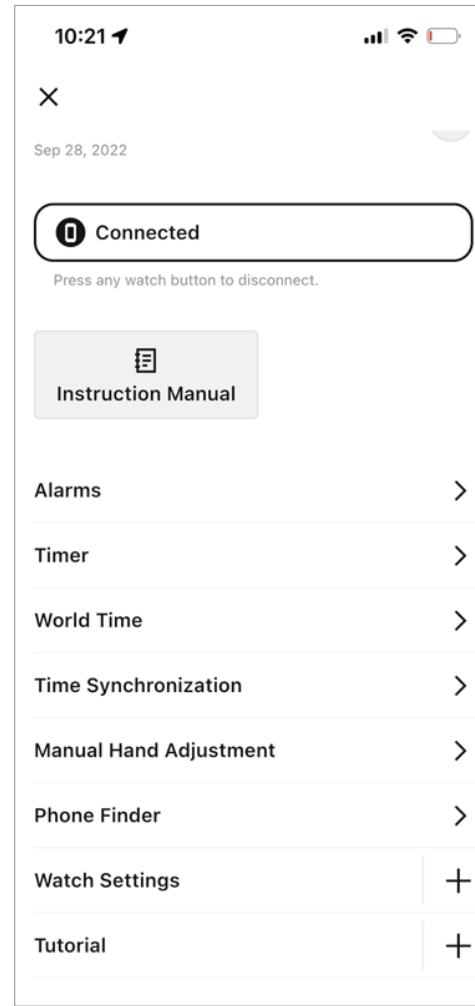 10:21
Sep 28, 2022
Connected
Press any watch button to disconnect.
Instruction Manual
Alarms
Timer
World Time
Time Synchronization
Manual Hand Adjustment
Phone Finder
Watch Settings
Tutorial